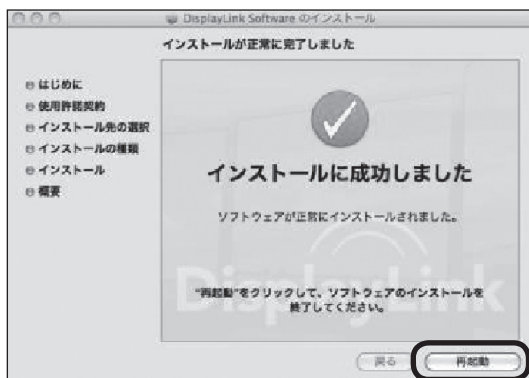 DisplayLink Software のインストール
インストールが正常に完了しました
はじめに
使用許諾契約
インストール先の選択
インストールの種類
インストール
概要
インストールに成功しました
ソフトウェアが正常にインストールされました。
DisplayLink
"再起動"をクリックして、ソフトウェアのインストールを
終了してください。
戻る
再起動